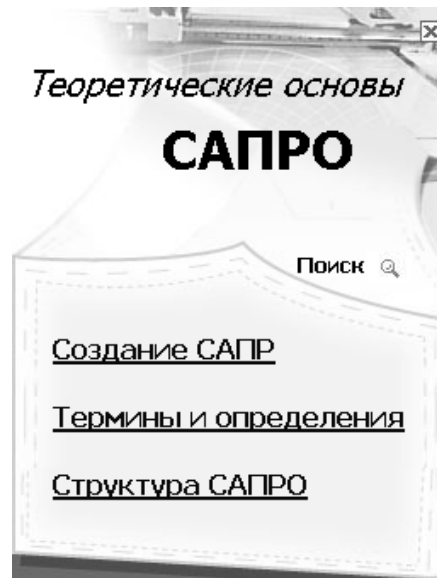 Теоретические основы
САПРО
Поиск
Создание САПР
Термины и определения
Структура САПРО